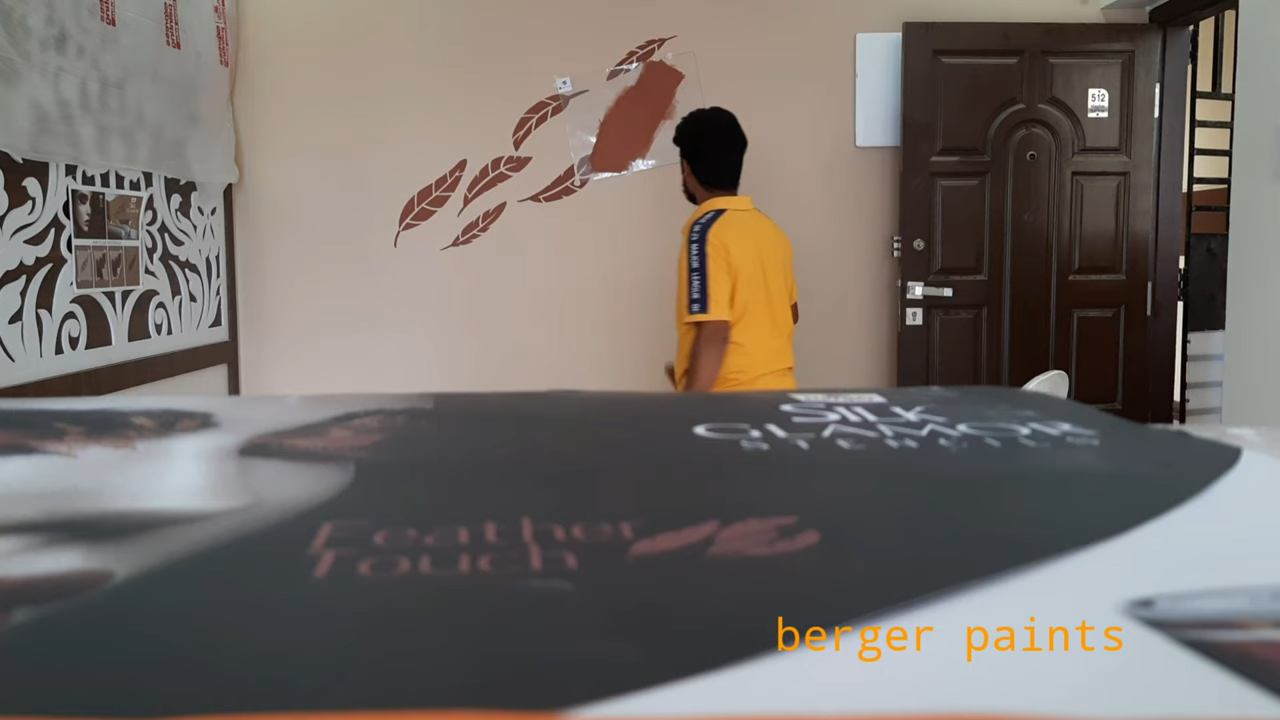 512
SILK
GLAMOR
STENCILS
Feather
Touch
berger paints